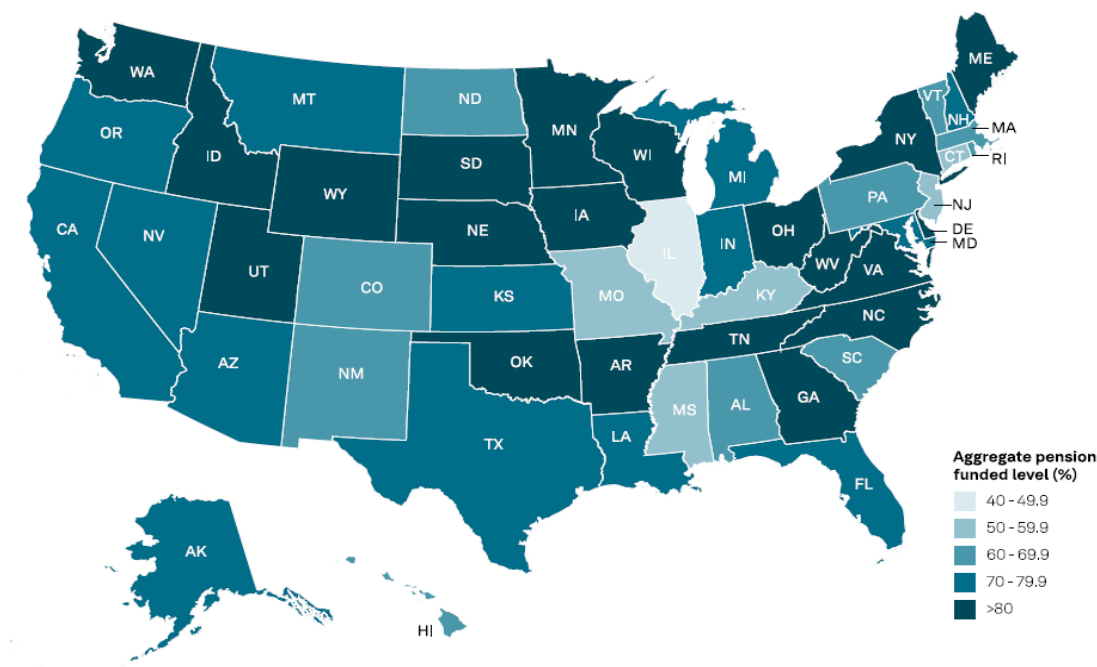 WA
ME
MT
ND
VT
NH
MA
OR
MN
ID
SD
WI
NY
CT
RI
MI
WY
PA
NJ
IA
CA
NV
NE
OH
DE
MD
IN
IL
UT
WV
VA
CO
MO
KS
KY
NC
TN
AZ
OK
AR
SC
NM
MS
AL
GA
TX
LA
FL
AK
HI
Aggregate pension
funded level (%)
40 - 49.9
50 - 59.9
60 - 69.9
70 - 79.9
>80